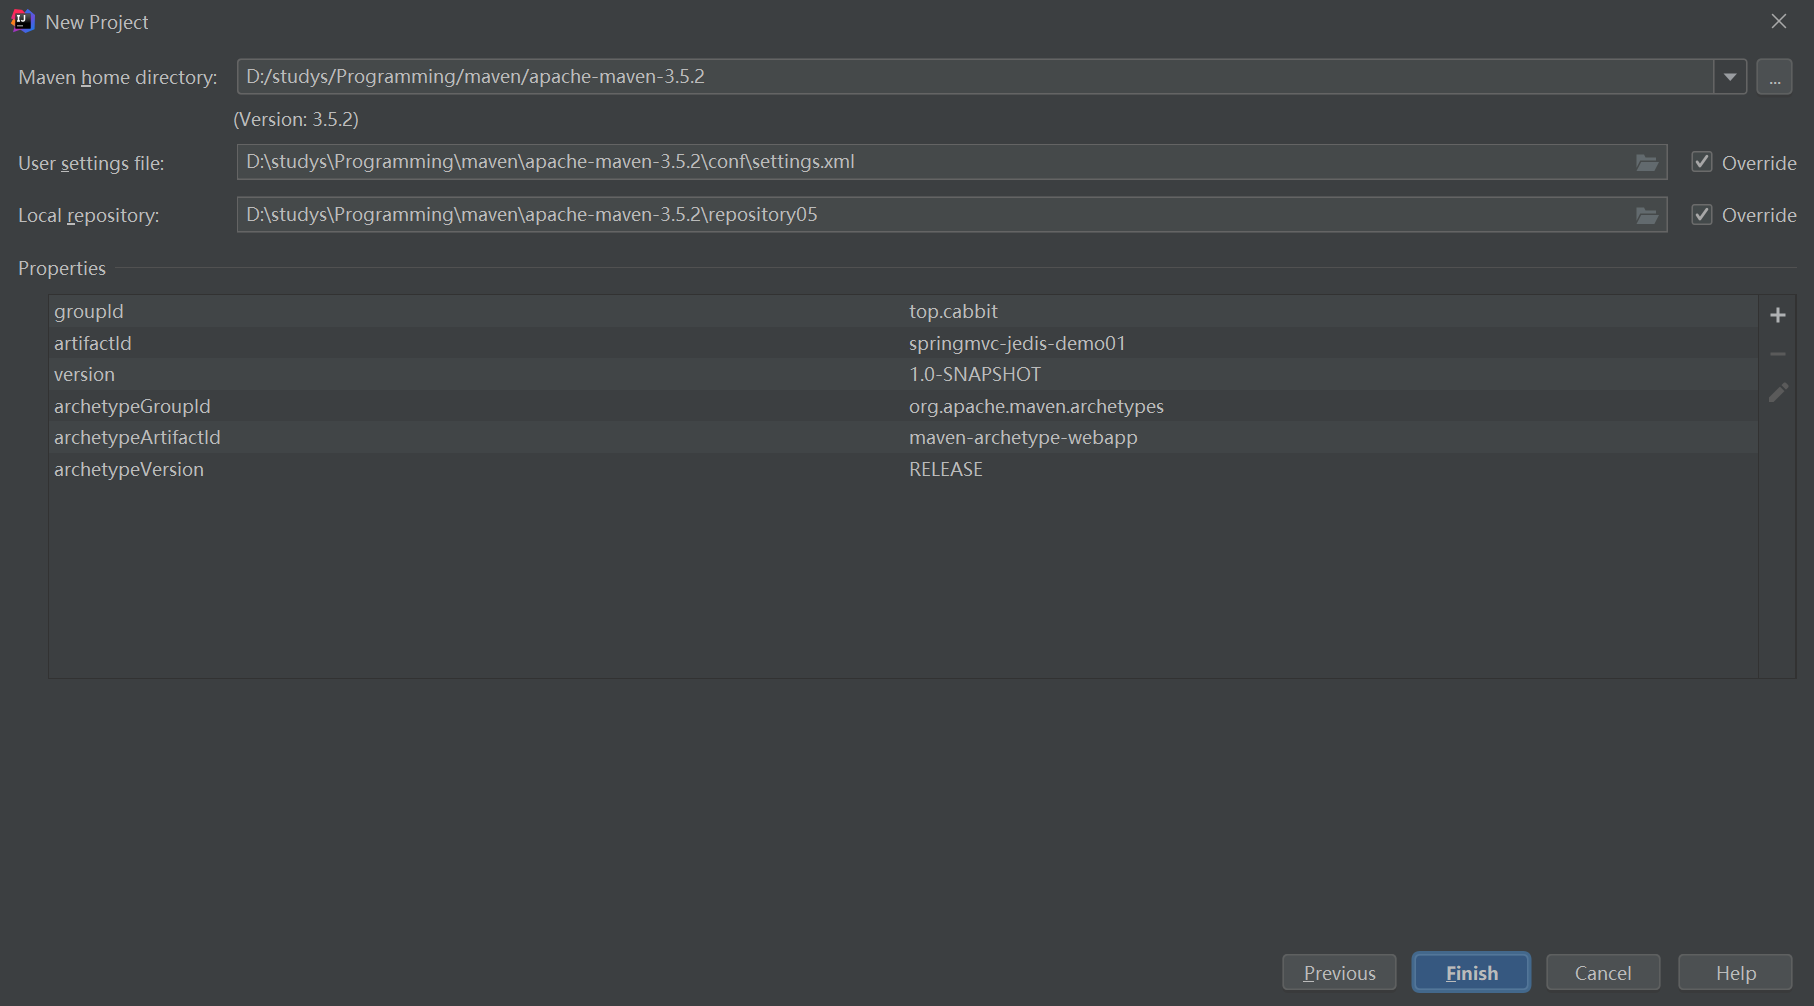 New Project
Maven home directory: D:/studys/Programming/maven/apache-maven-3.5.2 ...
(Version: 3.5.2)
User settings file: D:\studys\Programming\maven\apache-maven-3.5.2\conf\settings.xml Override
Local repository: D:\studys\Programming\maven\apache-maven-3.5.2\repository05 Override
Properties
groupId top.cabbit
artifactId springmvc-jedis-demo01
version 1.0-SNAPSHOT
archetypeGroupId org.apache.maven.archetypes
archetypeArtifactId maven-archetype-webapp
archetypeVersion RELEASE
Previous Finish Cancel Help